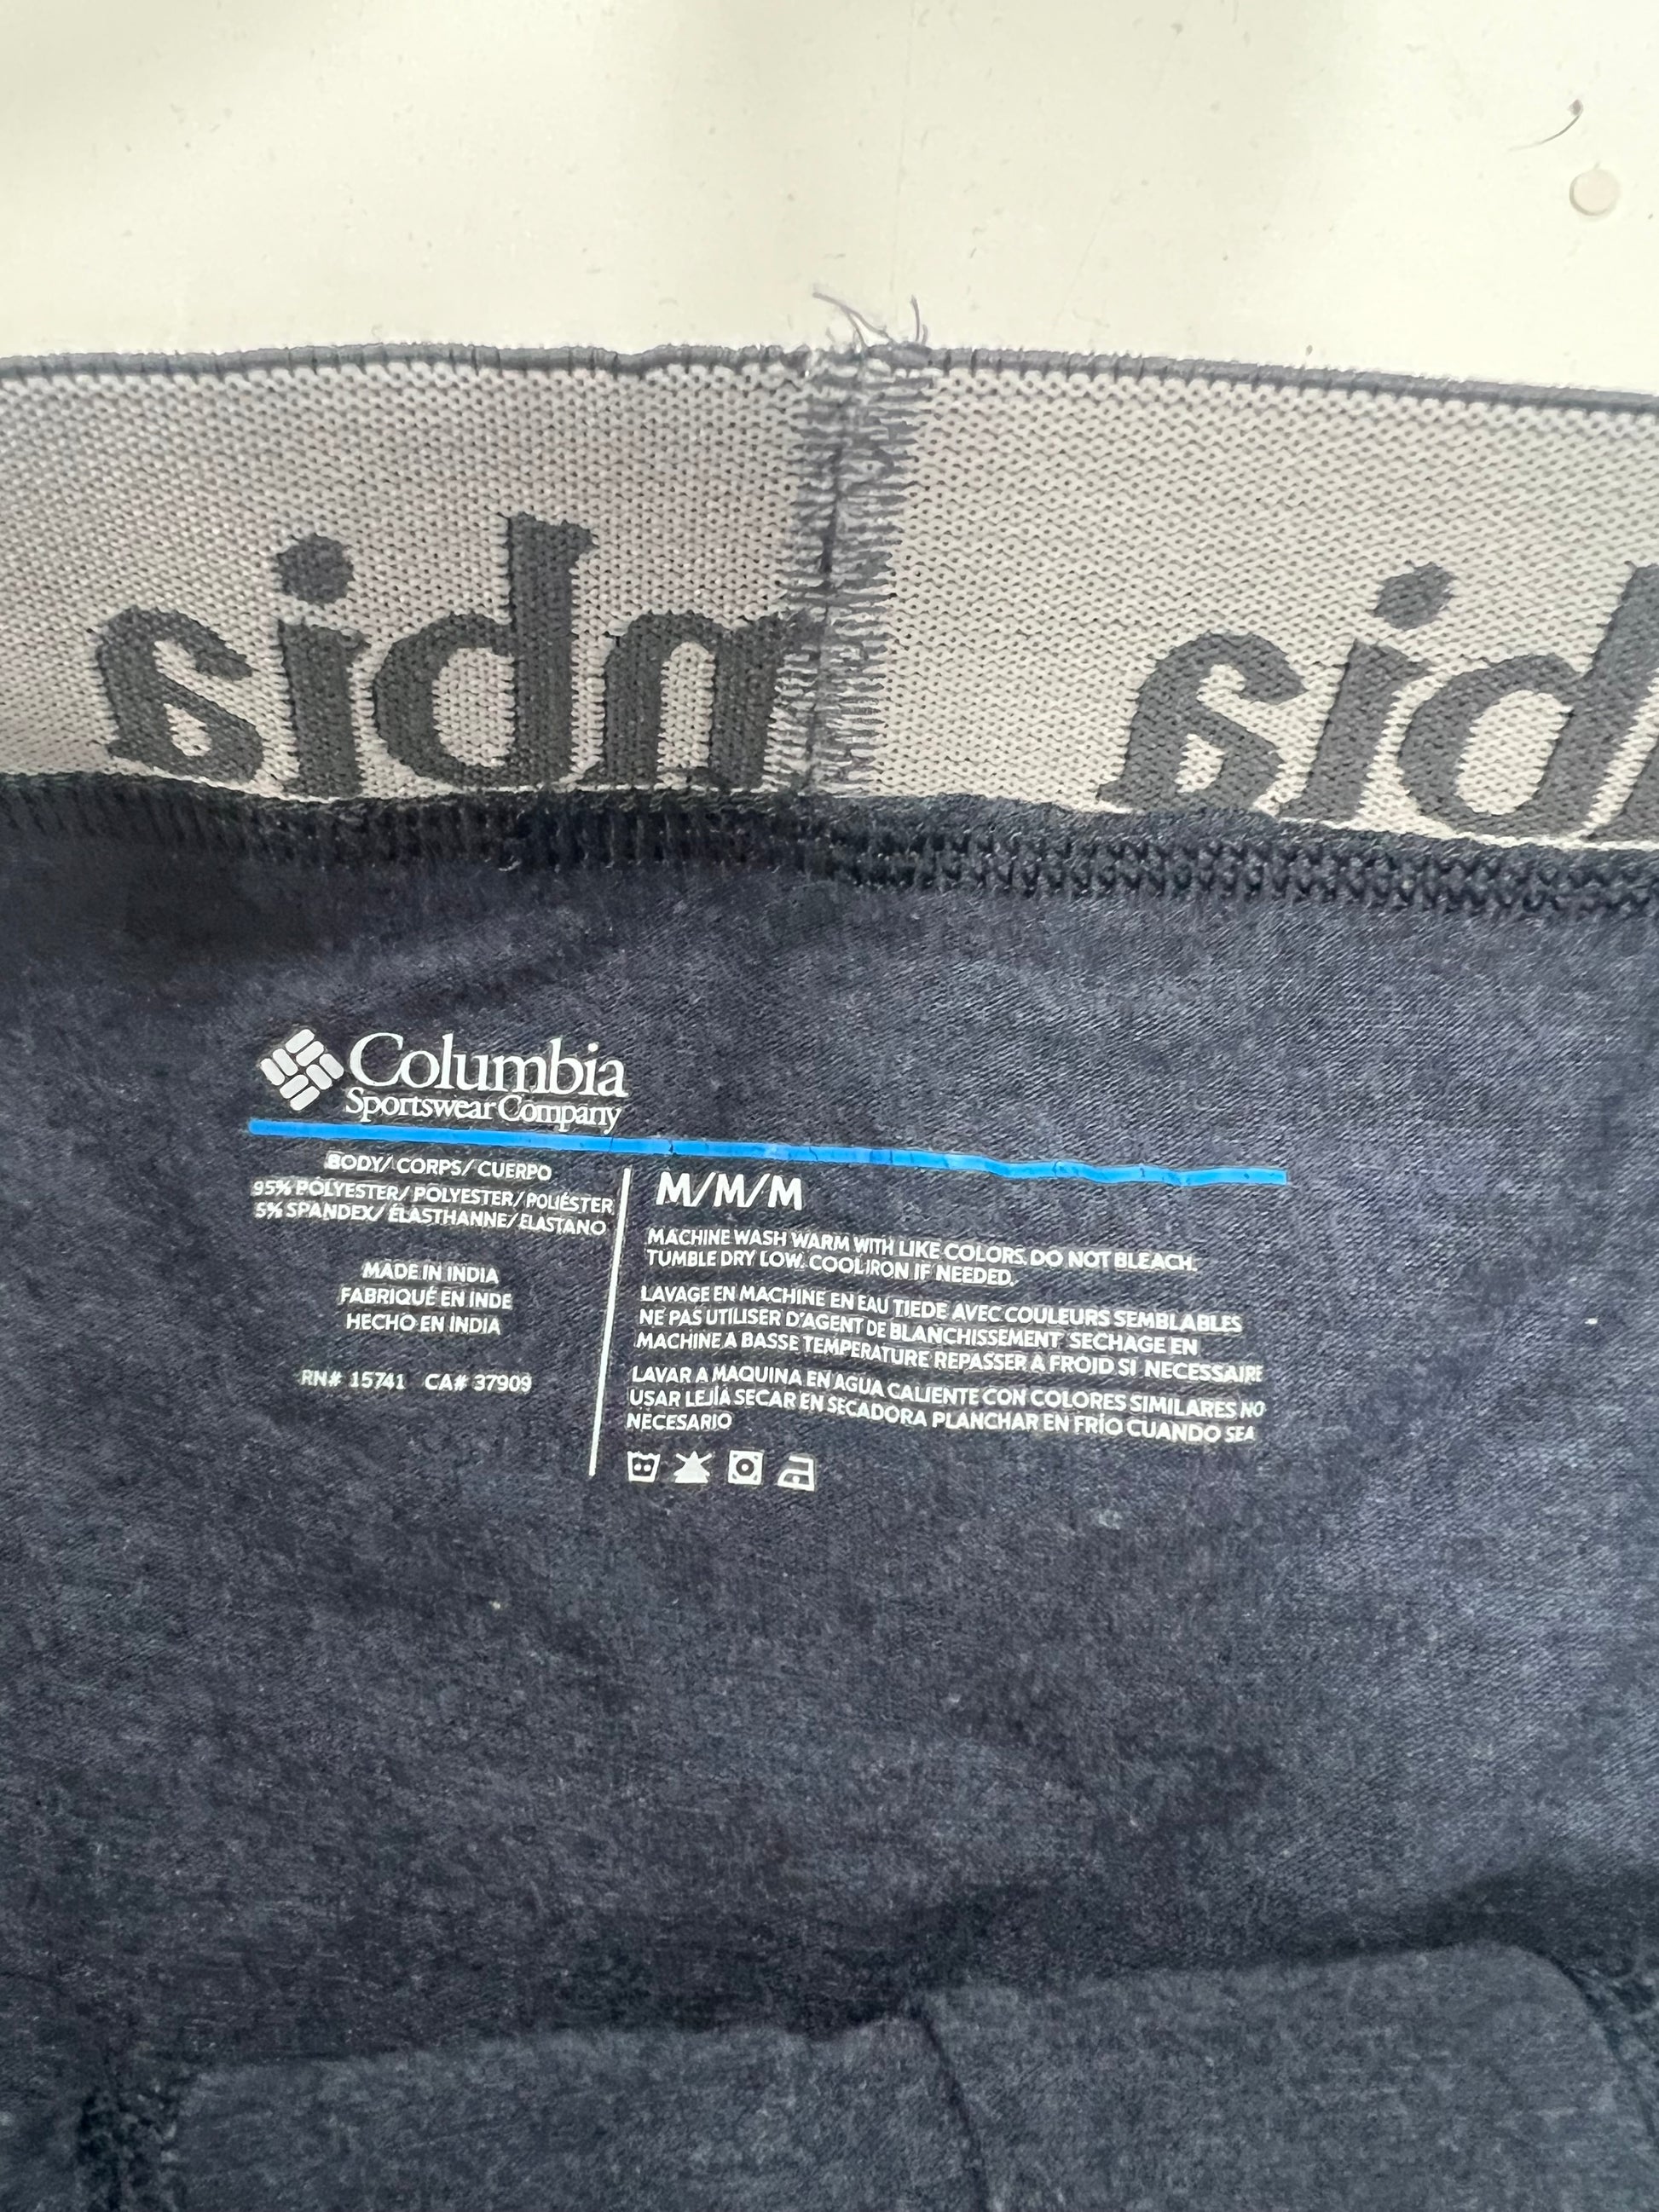 mbia
bia
Columbia
Sportswear Company
BODY/ CORPS/ CUERPO
95% POLYESTER/ POLYESTER/ POLIÉSTER
5% SPANDEX/ ÉLASTHANNE/ ELASTANO
MADE IN INDIA
FABRIQUÉ EN INDE
HECHO EN INDIA
RN# 15741 CA# 37909
M/M/M
MACHINE WASH WARM WITH LIKE COLORS. DO NOT BLEACH.
TUMBLE DRY LOW. COOL IRON IF NEEDED.
LAVAGE EN MACHINE EN EAU TIEDE AVEC COULEURS SEMBLABLES
NE PAS UTILISER D'AGENT DE BLANCHISSEMENT SECHAGE EN
MACHINE A BASSE TEMPERATURE REPASSER A FROID SI NECESSAIRE
LAVAR A MAQUINA EN AGUA CALIENTE CON COLORES SIMILARES NO
USAR LEJÍA SECAR EN SECADORA PLANCHAR EN FRÍO CUANDO SEA
NECESARIO